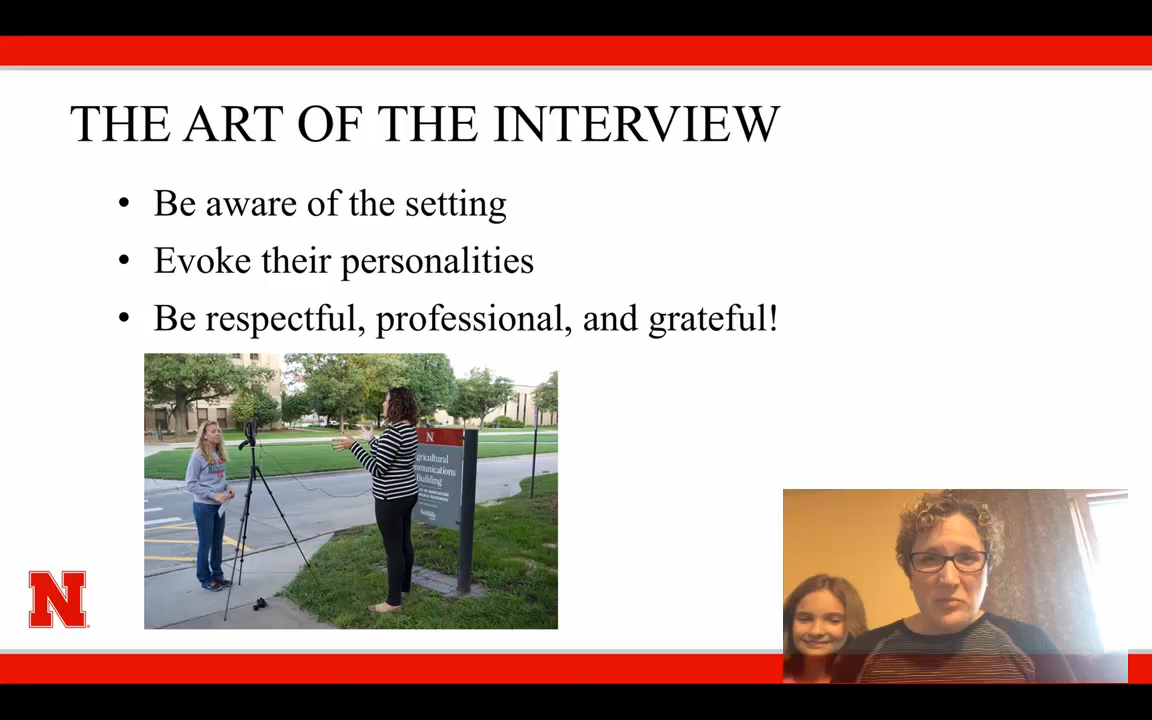 THE ART OF THE INTERVIEW
• Be aware of the setting
• Evoke their personalities
• Be respectful, professional, and grateful!
N
Agricultural
Communications
Building
N